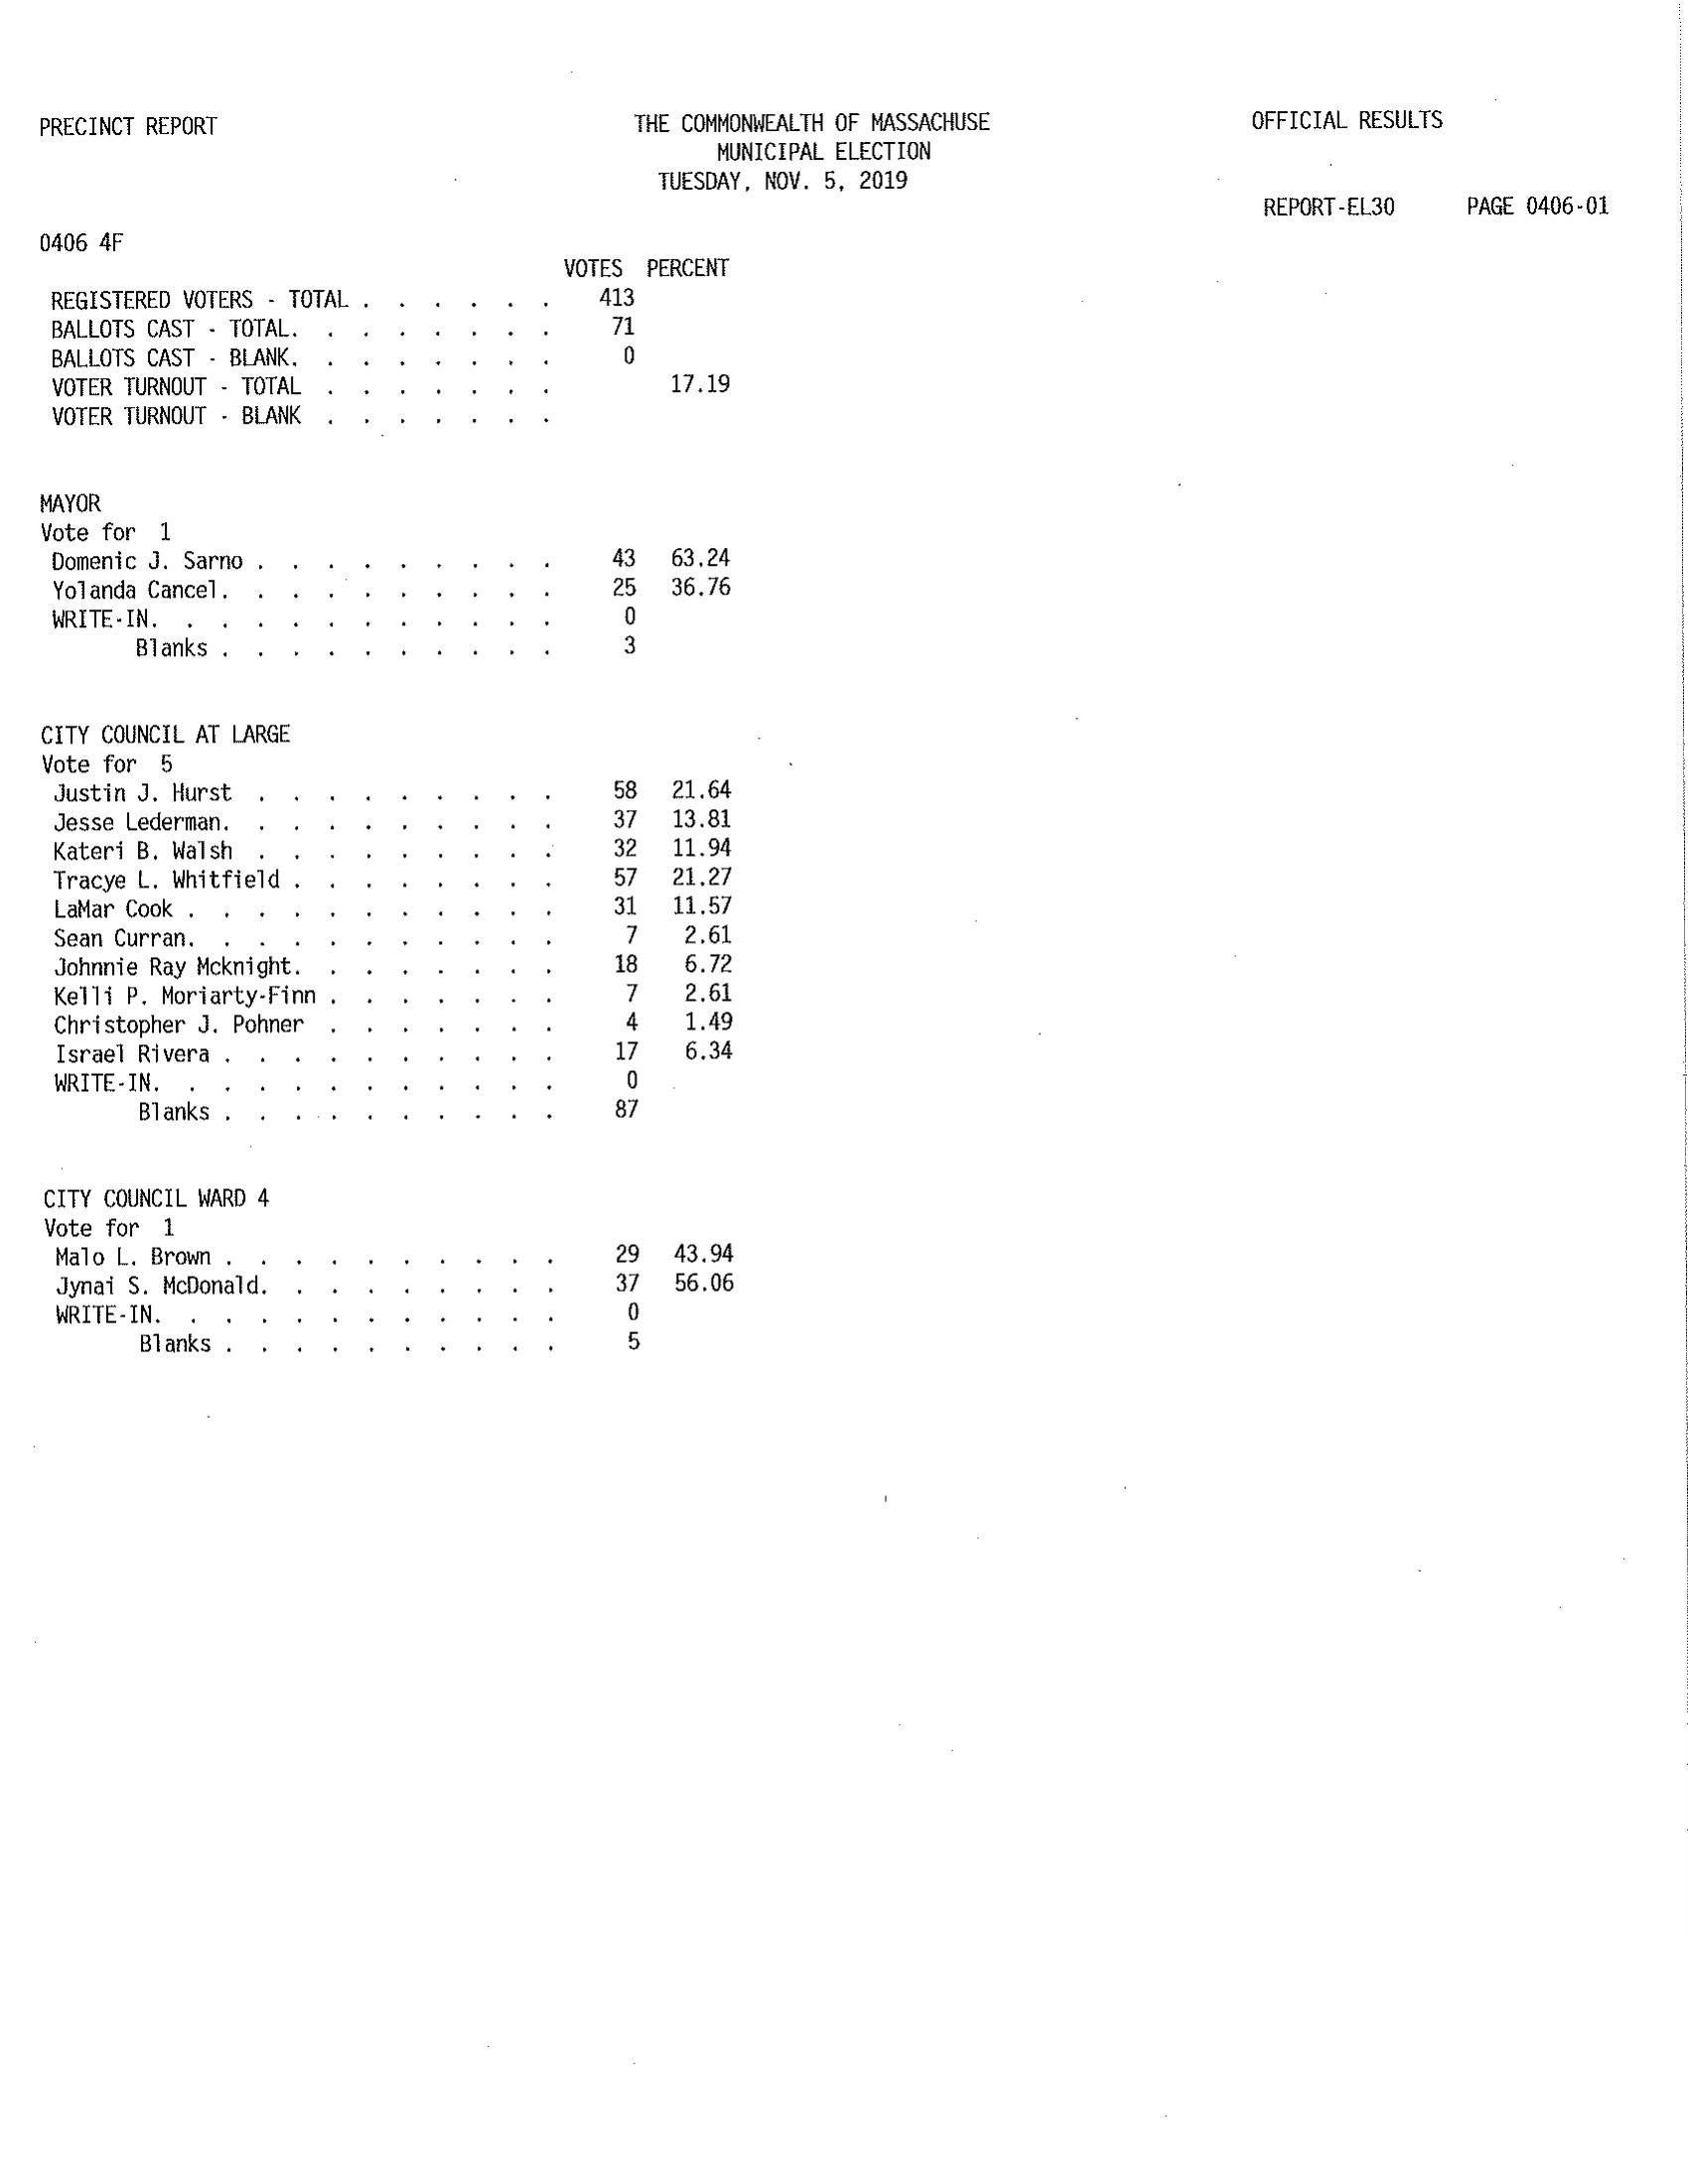 PRECINCT REPORT THE COMMONWEALTH OF MASSACHUSE OFFICIAL RESULTS
MUNICIPAL ELECTION
TUESDAY, NOV. 5, 2019
REPORT-EL30 PAGE 0406-01
0406 4F
VOTES PERCENT
REGISTERED VOTERS - TOTAL . . . . . . 413
BALLOTS CAST - TOTAL. . . . . . . . 71
BALLOTS CAST - BLANK. . . . . . . . 0
VOTER TURNOUT - TOTAL . . . . . . . 17.19
VOTER TURNOUT - BLANK . . . . . . .
MAYOR
Vote for 1
Domenic J. Sarno . . . . . . . . . 43 63.24
Yolanda Cancel. . . . . . . . . . 25 36.76
WRITE-IN. . . . . . . . . . . . 0
Blanks . . . . . . . . . . 3
CITY COUNCIL AT LARGE
Vote for 5
Justin J. Hurst . . . . . . . . . 58 21.64
Jesse Lederman. . . . . . . . . . 37 13.81
Kateri B. Walsh . . . . . . . . . 32 11.94
Tracye L. Whitfield . . . . . . . . 57 21.27
LaMar Cook . . . . . . . . . . . 31 11.57
Sean Curran. . . . . . . . . . . 7 2.61
Johnnie Ray Mcknight. . . . . . . . 18 6.72
Kelli P. Moriarty-Finn . . . . . . . 7 2.61
Christopher J. Pohner . . . . . . . 4 1.49
Israel Rivera . . . . . . . . . . 17 6.34
WRITE-IN. . . . . . . . . . . . 0
Blanks . . . . . . . . . . 87
CITY COUNCIL WARD 4
Vote for 1
Malo L. Brown . . . . . . . . . . 29 43.94
Jynai S. McDonald. . . . . . . . . 37 56.06
WRITE-IN. . . . . . . . . . . . 0
Blanks . . . . . . . . . . 5